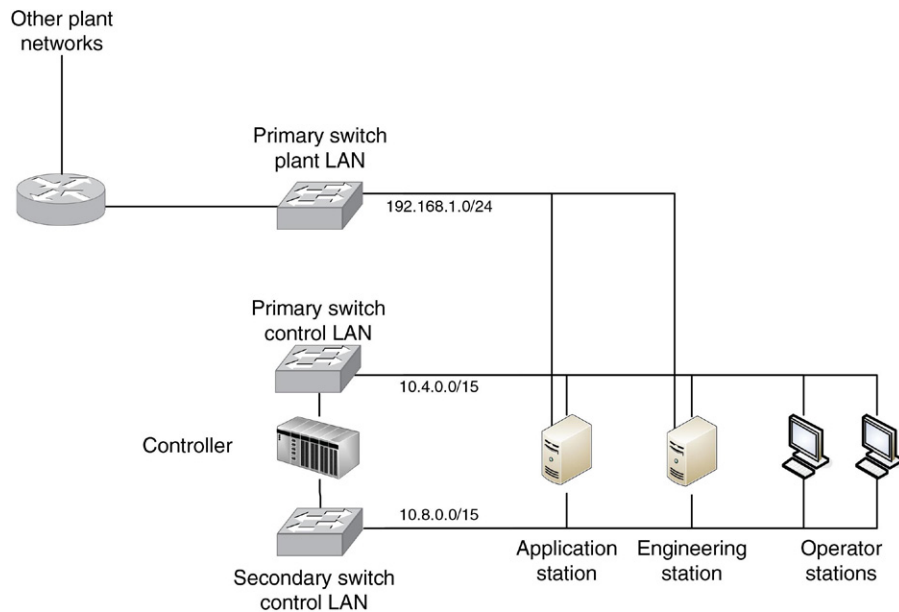 Other plant
networks
Primary switch
plant LAN
192.168.1.0/24
Primary switch
control LAN
10.4.0.0/15
Controller
10.8.0.0/15
Secondary switch
control LAN
Application
station
Engineering
station
Operator
stations